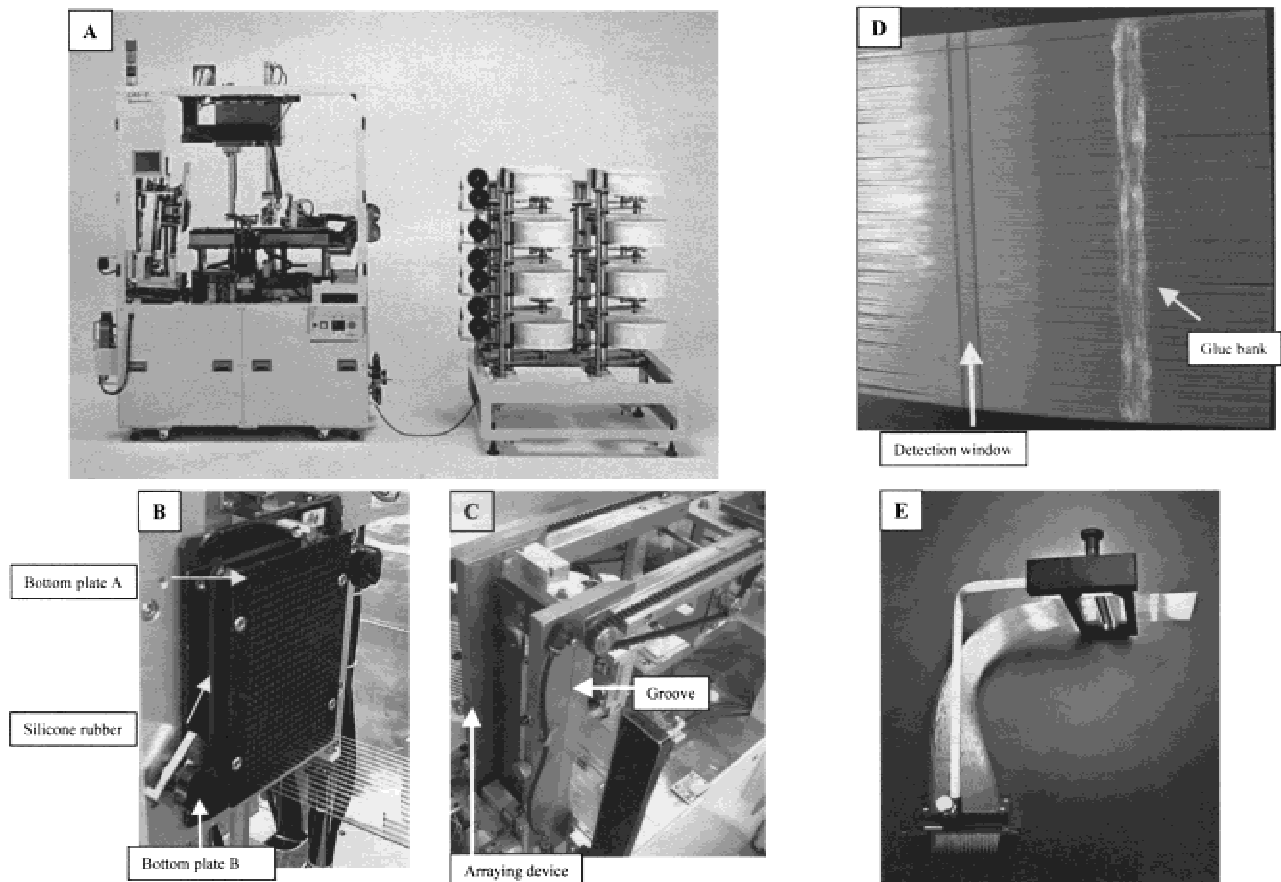 A
D
Glue bank
Detection window
B
C
E
Bottom plate A
Silicone rubber
Groove
Bottom plate B
Arraying device